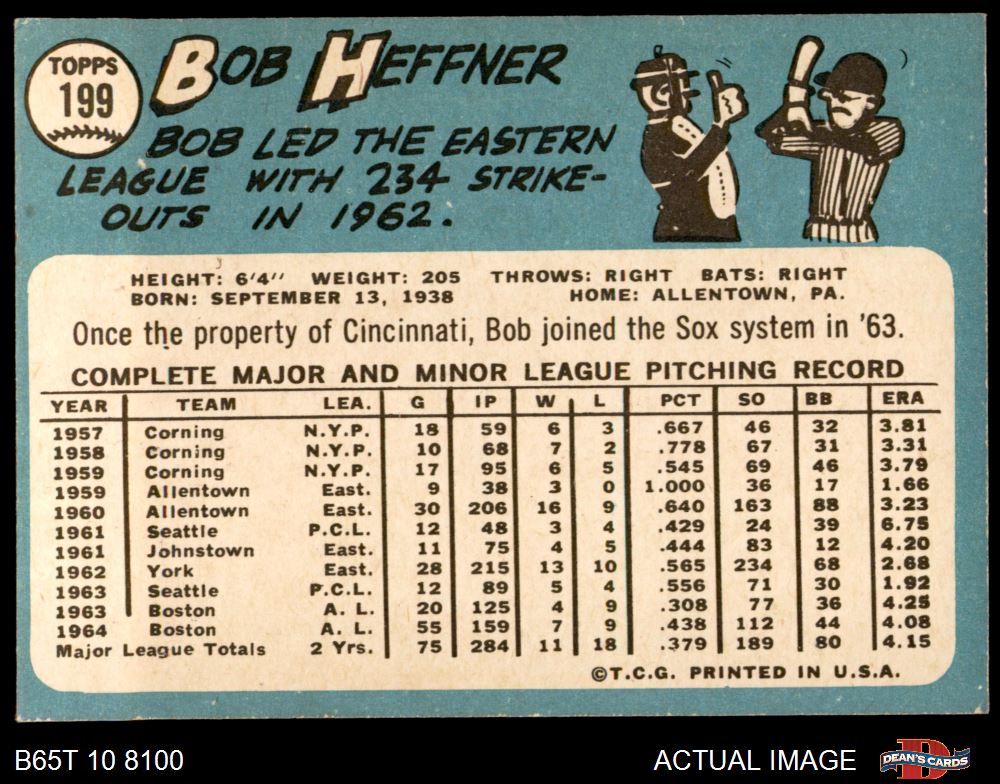 TOPPS
199
BOB HEFFNER
BOB LED THE EASTERN
LEAGUE WITH 234 STRIKE-
OUTS IN 1962.
HEIGHT: 6'4" WEIGHT: 205 THROWS: RIGHT BATS: RIGHT
BORN: SEPTEMBER 13, 1938 HOME: ALLENTOWN, PA.
Once the property of Cincinnati, Bob joined the Sox system in '63.
COMPLETE MAJOR AND MINOR LEAGUE PITCHING RECORD
YEAR TEAM LEA. G IP W L PCT SO BB ERA
1957 Corning N.Y.P. 18 59 6 3 .667 46 32 3.81
1958 Corning N.Y.P. 10 68 7 2 .778 67 31 3.31
1959 Corning N.Y.P. 17 95 6 5 .545 69 46 3.79
1959 Allentown East. 9 38 3 0 1.000 36 17 1.66
1960 Allentown East. 30 206 16 9 .640 163 88 3.23
1961 Seattle P.C.L. 12 48 3 4 .429 24 39 6.75
1961 Johnstown East. 11 75 4 5 .444 83 12 4.20
1962 York East. 28 215 13 10 .565 234 68 2.68
1963 Seattle P.C.L. 12 89 5 4 .556 71 30 1.92
1963 Boston A. L. 20 125 4 9 .308 77 36 4.25
1964 Boston A. L. 55 159 7 9 .438 112 44 4.08
Major League Totals 2 Yrs. 75 284 11 18 .379 189 80 4.15
©T.C.G. PRINTED IN U.S.A.
B65T 10 8100 ACTUAL IMAGE DEAN'S CARDS